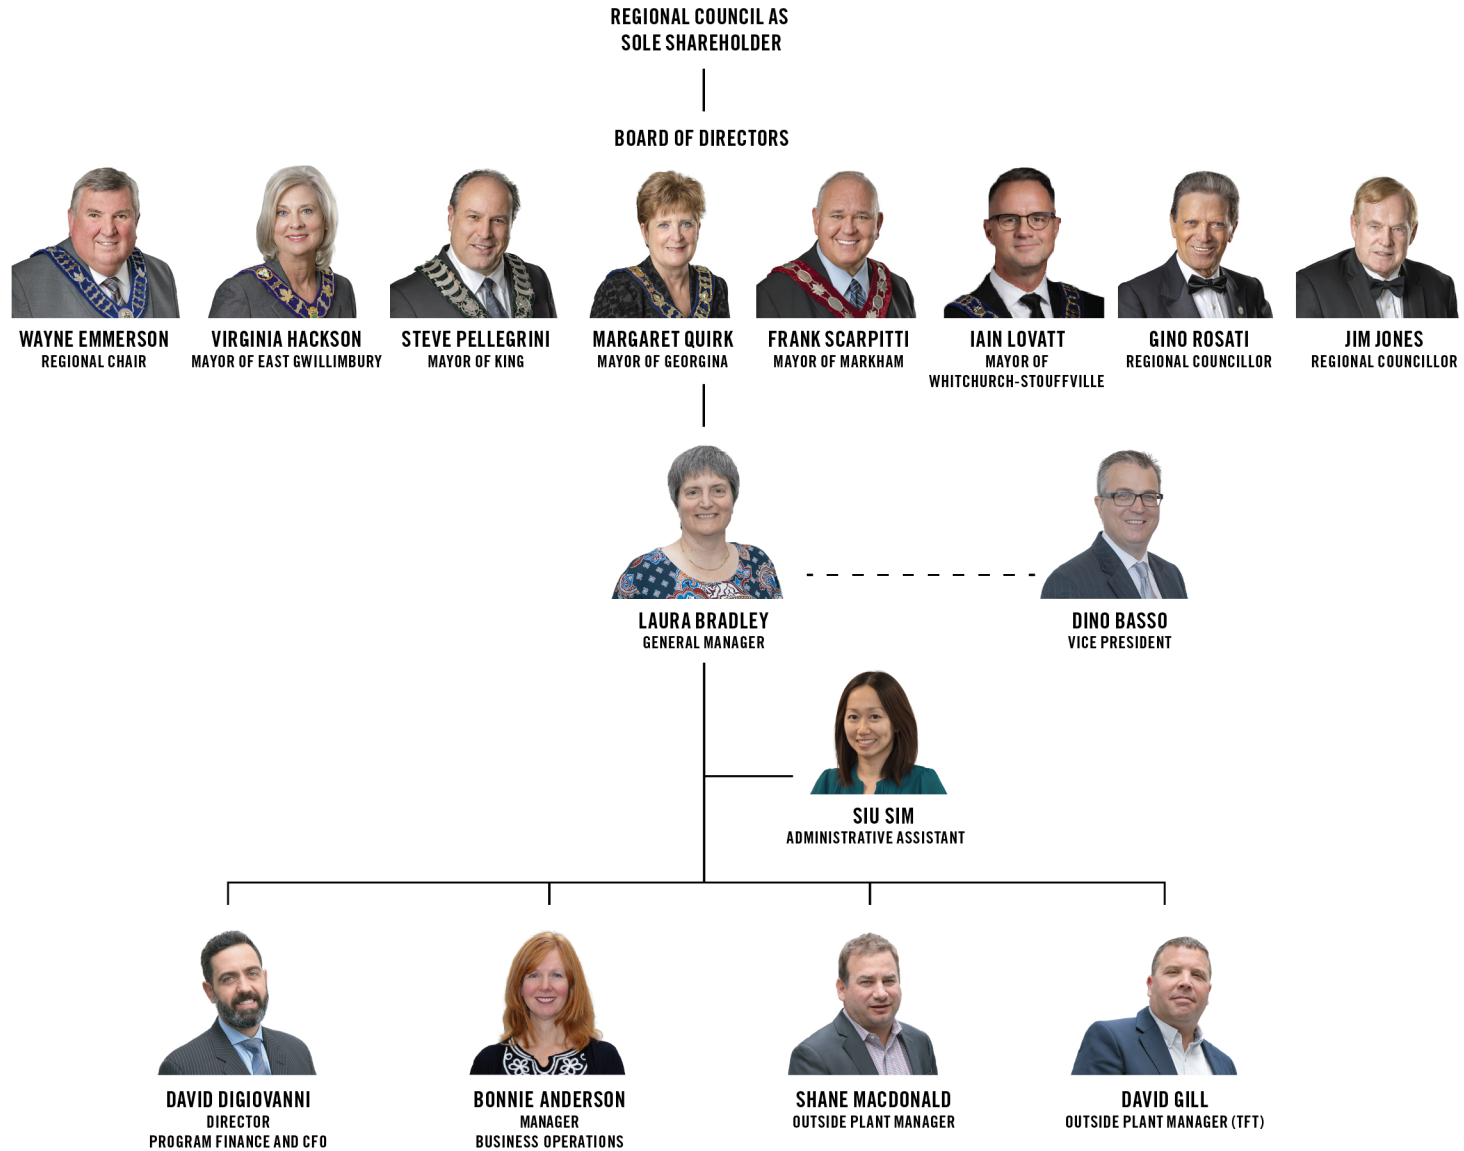 REGIONAL COUNCIL AS
SOLE SHAREHOLDER
BOARD OF DIRECTORS
WAYNE EMMERSON
REGIONAL CHAIR
VIRGINIA HACKSON
MAYOR OF EAST GWILLIMBURY
STEVE PELLEGRINI
MAYOR OF KING
MARGARET QUIRK
MAYOR OF GEORGINA
FRANK SCARPITTI
MAYOR OF MARKHAM
IAIN LOVATT
MAYOR OF
WHITCHURCH-STOUFFVILLE
GINO ROSATI
REGIONAL COUNCILLOR
JIM JONES
REGIONAL COUNCILLOR
LAURA BRADLEY
GENERAL MANAGER
DINO BASSO
VICE PRESIDENT
SIU SIM
ADMINISTRATIVE ASSISTANT
DAVID DIGIOVANNI
DIRECTOR
PROGRAM FINANCE AND CFO
BONNIE ANDERSON
MANAGER
BUSINESS OPERATIONS
SHANE MACDONALD
OUTSIDE PLANT MANAGER
DAVID GILL
OUTSIDE PLANT MANAGER (TFT)